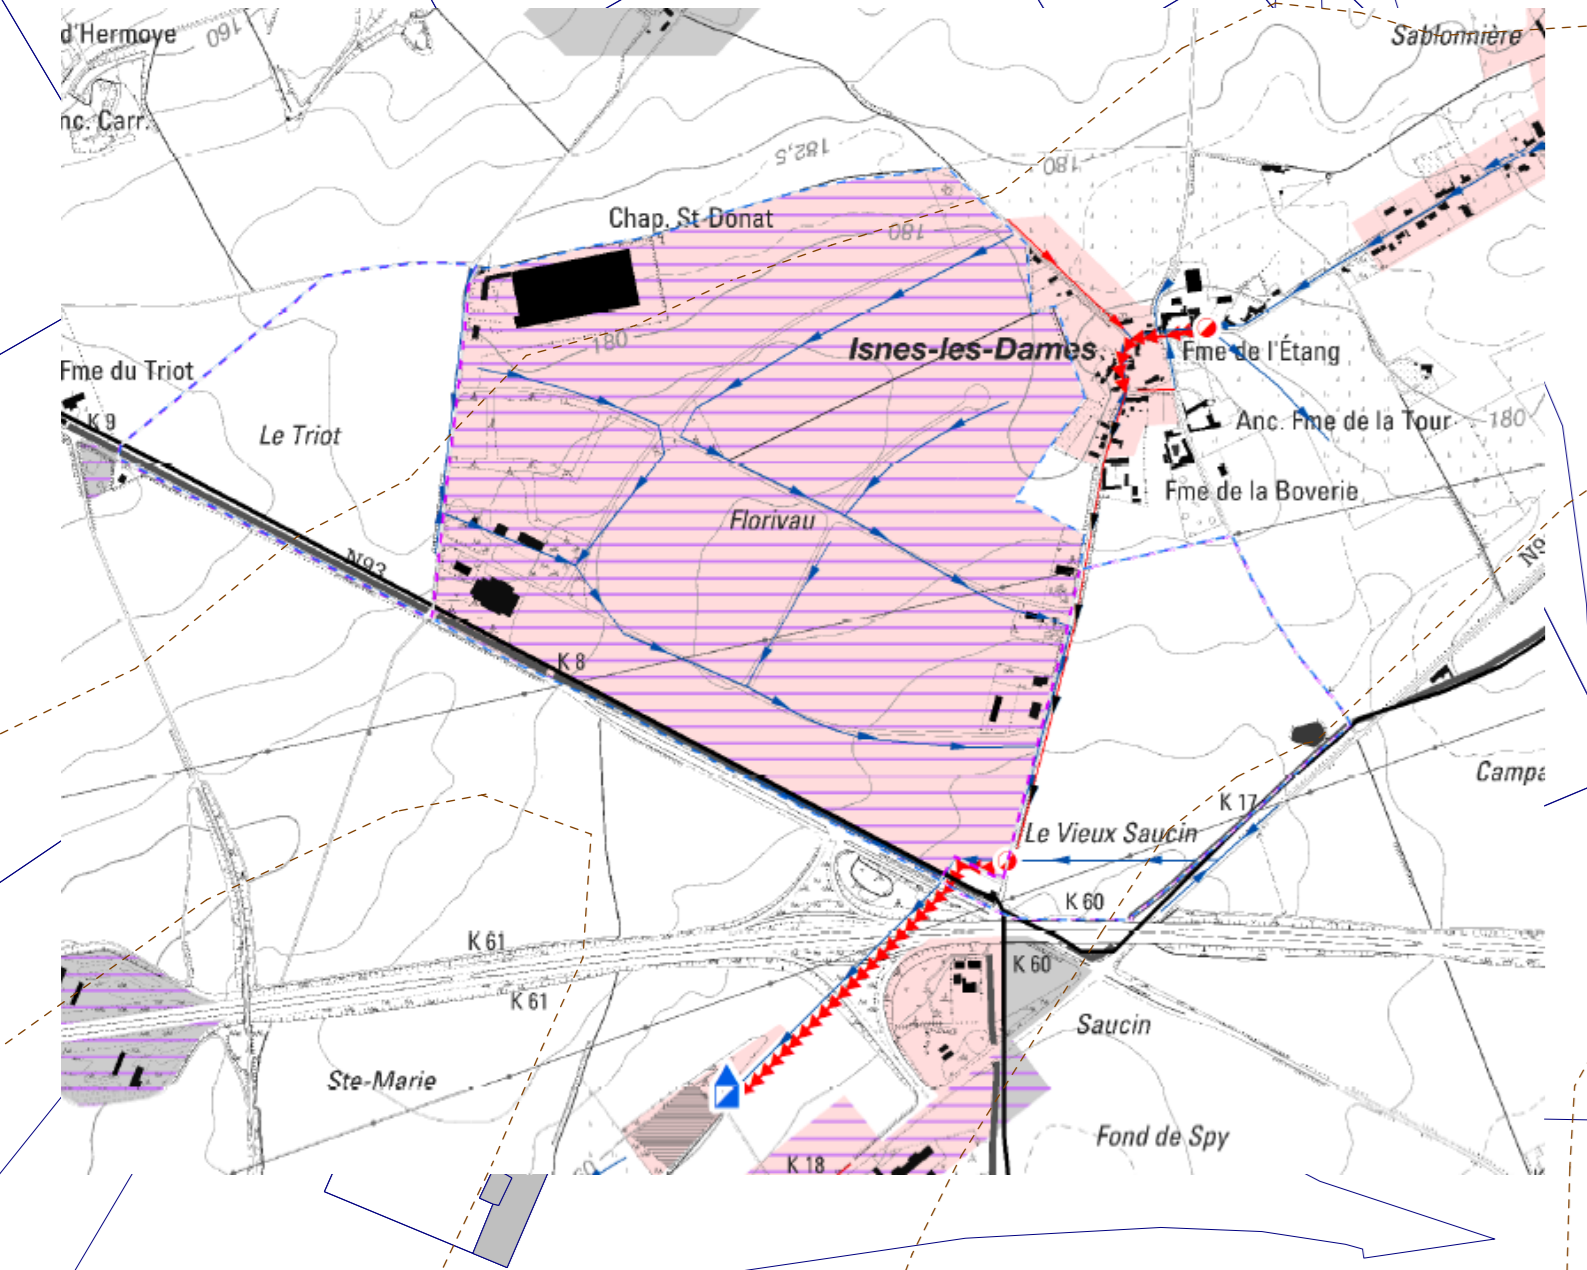 d'Hermoye
160
Sablonnière
nc. Carr.
182,5
180
Chap. St Donat
180
180
Isnes-les-Dames
Fme de l'Étang
Fme du Triot
K 9
Le Triot
Anc. Fme de la Tour
180
Fme de la Boverie
Florivau
N93
N9
K 8
Campa
K 17
Le Vieux Saucin
K 60
K 61
K 60
K 61
Saucin
Ste-Marie
Fond de Spy
K 18